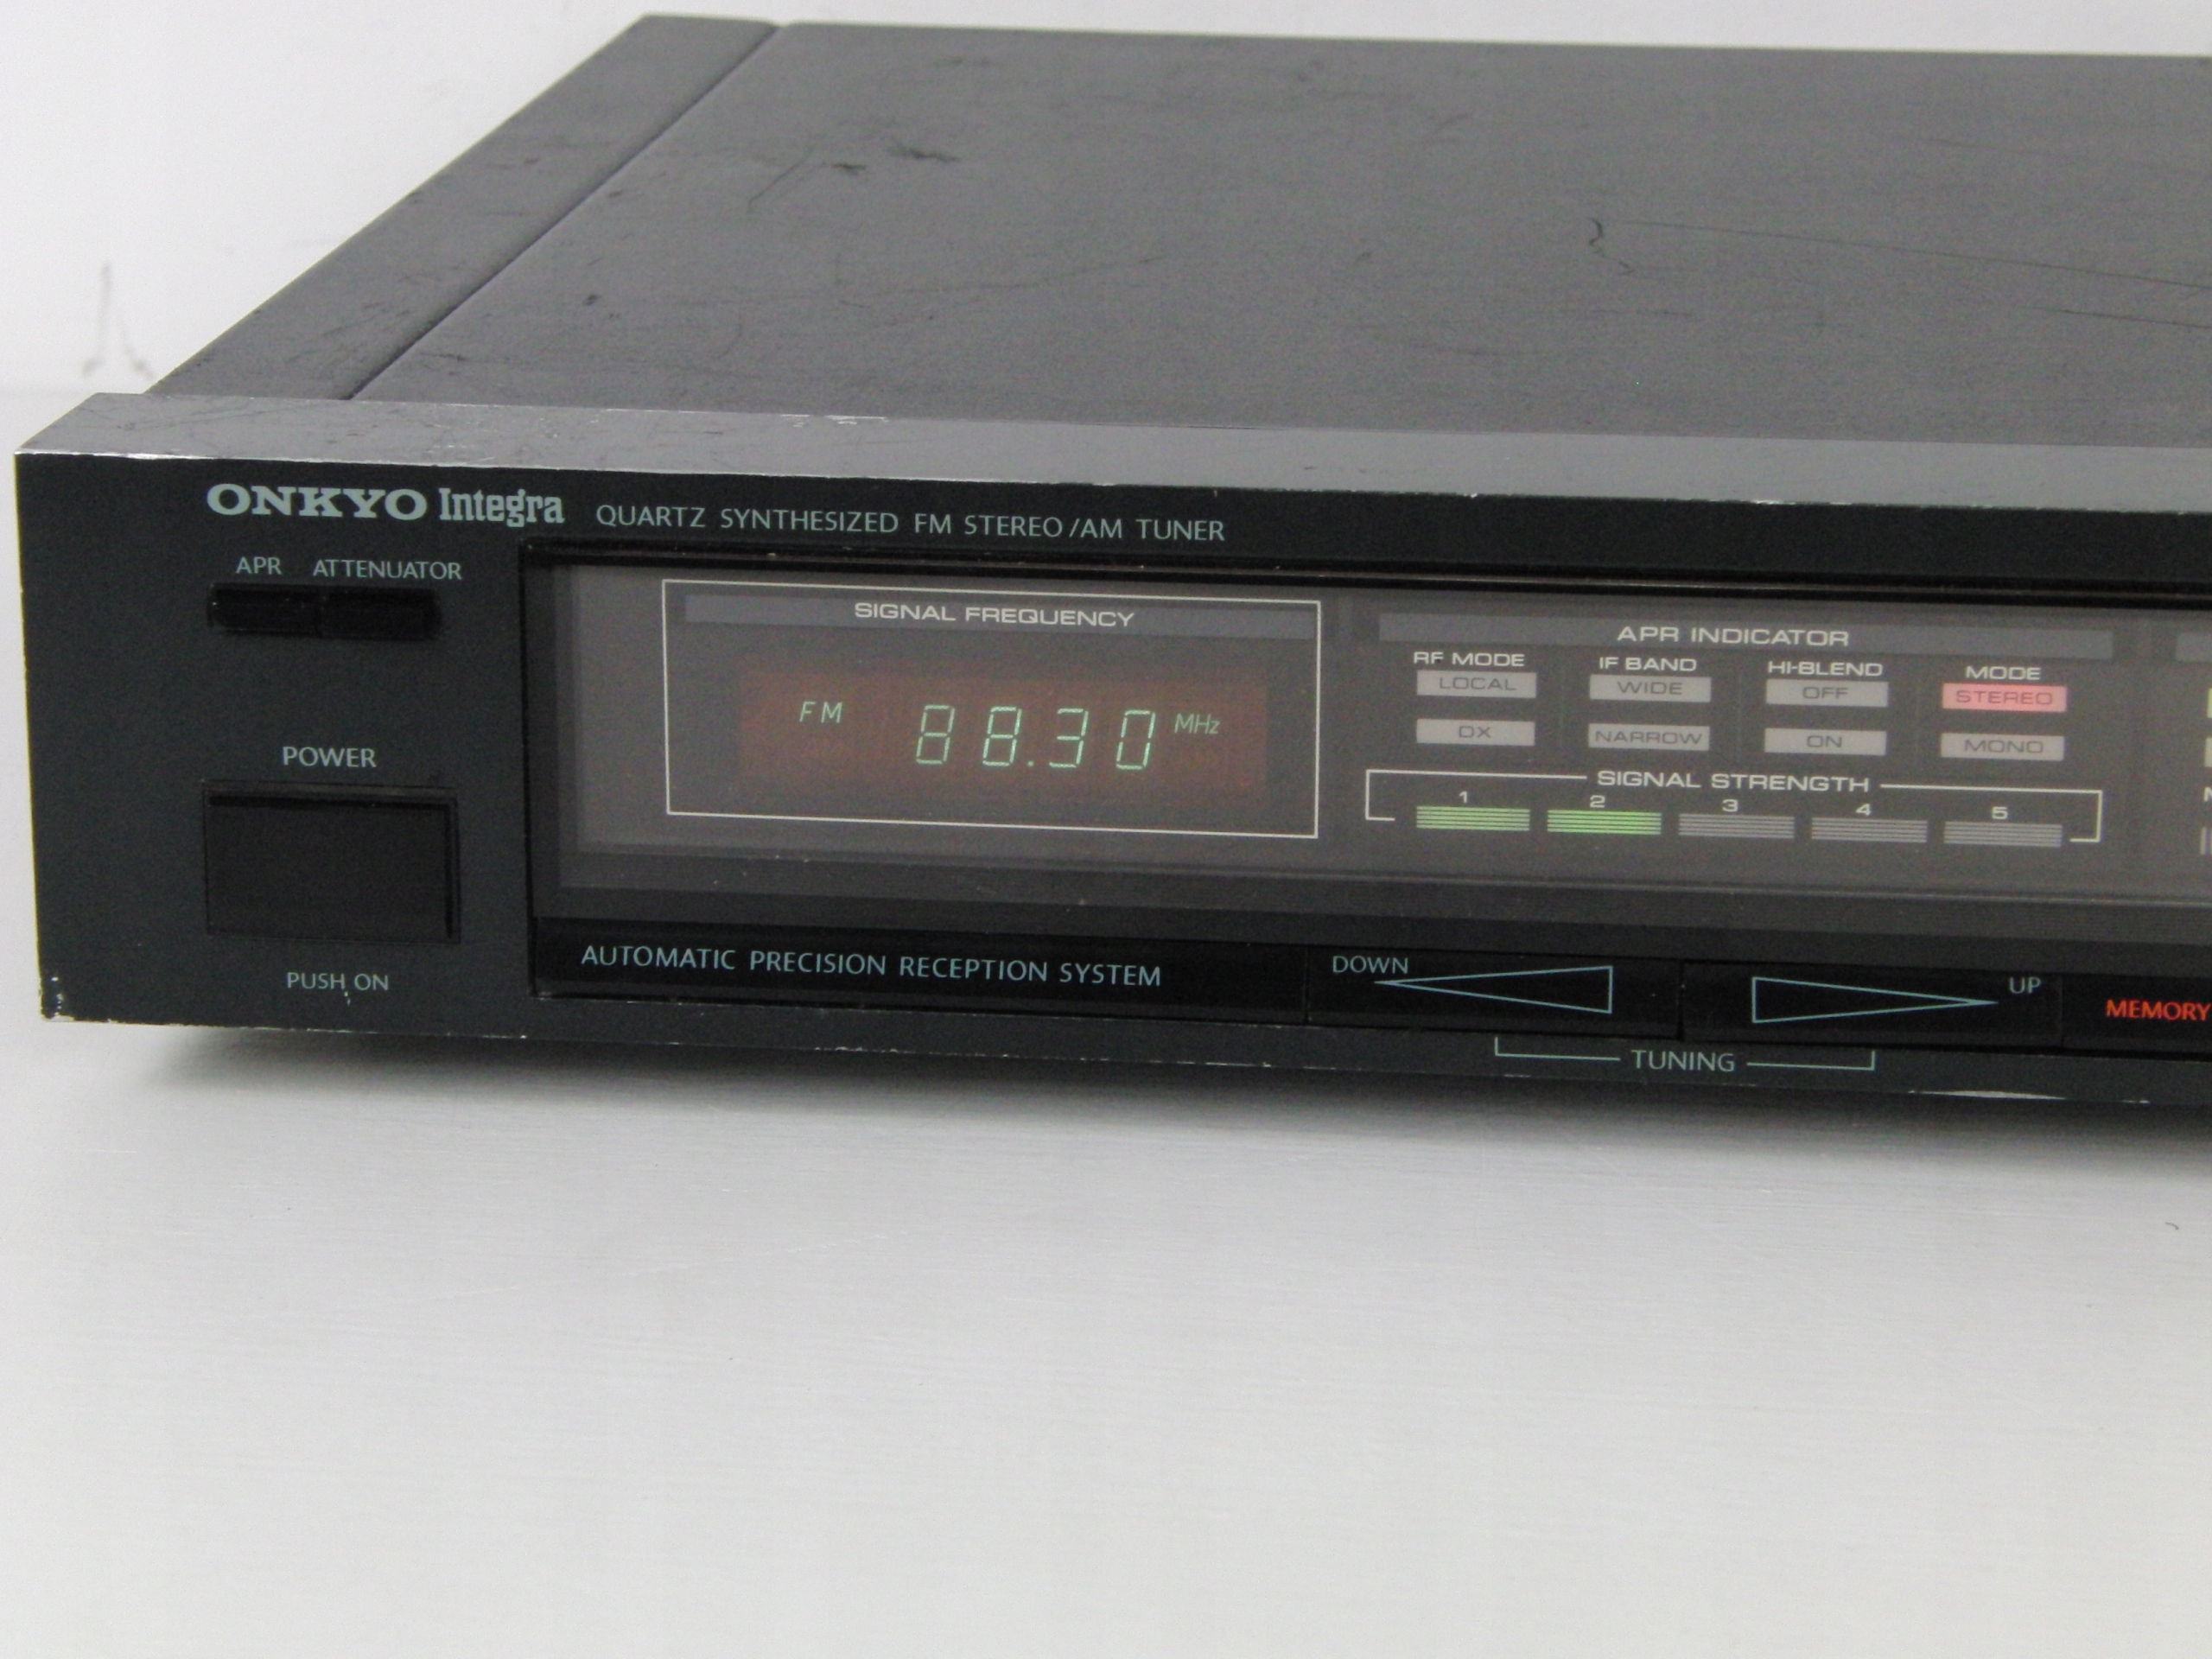 ONKYO Integra QUARTZ SYNTHESIZED FM STEREO/AM TUNER
APR ATTENUATOR
POWER
PUSH ON
SIGNAL FREQUENCY
FM 88.30 MHz
APR INDICATOR
RF MODE IF BAND HI-BLEND MODE
LOCAL WIDE OFF STEREO
DX NARROW ON MONO
SIGNAL STRENGTH
1 2 3 4 5
AUTOMATIC PRECISION RECEPTION SYSTEM
DOWN UP
MEMORY
TUNING